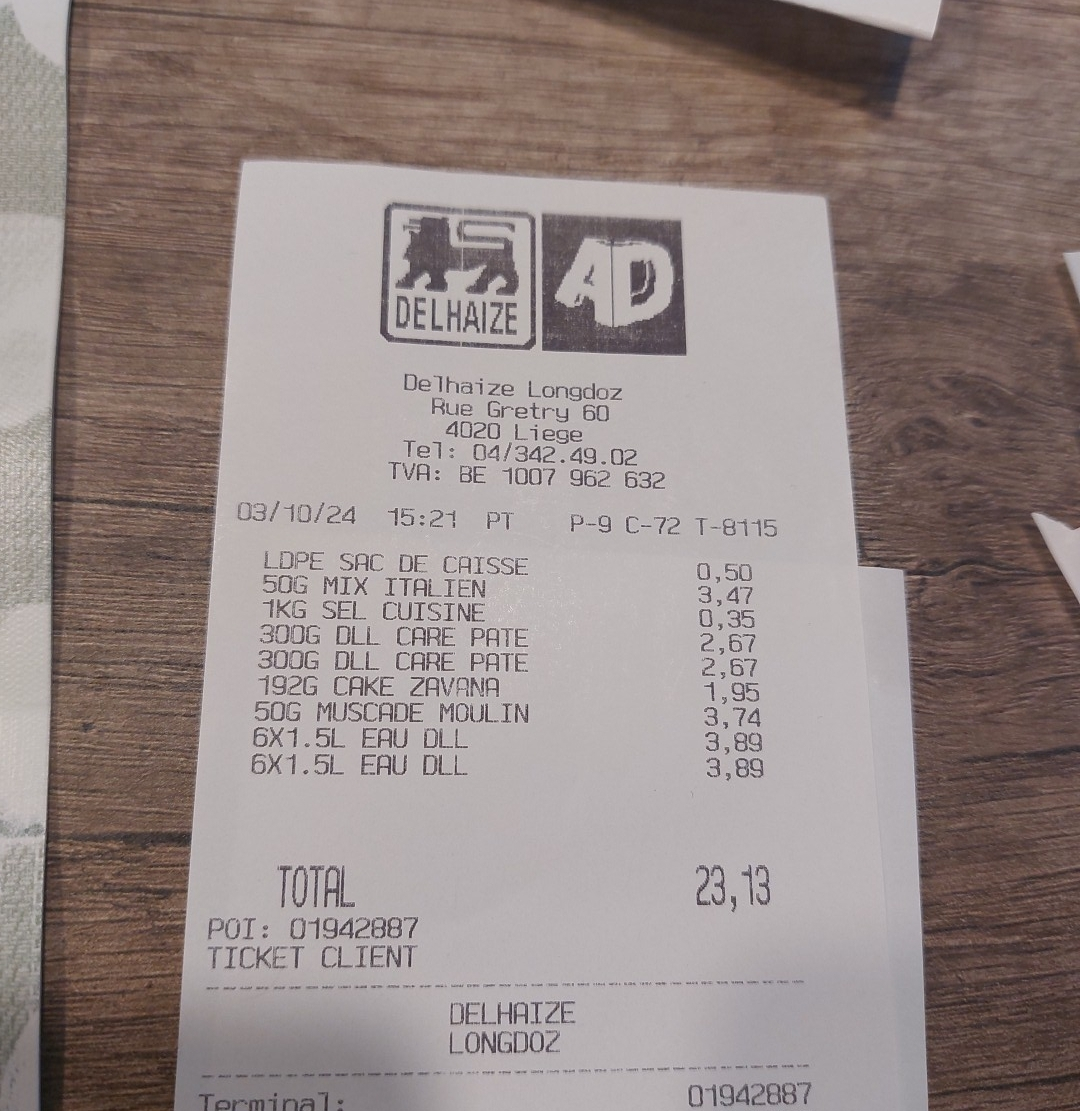 DELHAIZE AD
Delhaize Longdoz
Rue Gretry 60
4020 Liege
Tel: 04/342.49.02
TVA: BE 1007 962 632
03/10/24 15:21 PT P-9 C-72 T-8115
LDPE SAC DE CAISSE 0,50
50G MIX ITALIEN 3,47
1KG SEL CUISINE 0,35
300G DLL CARE PATE 2,67
300G DLL CARE PATE 2,67
192G CAKE ZAVANA 1,95
50G MUSCADE MOULIN 3,74
6X1.5L EAU DLL 3,89
6X1.5L EAU DLL 3,89
TOTAL 23,13
POI: 01942887
TICKET CLIENT
DELHAIZE
LONGDOZ
Terminal: 01942887